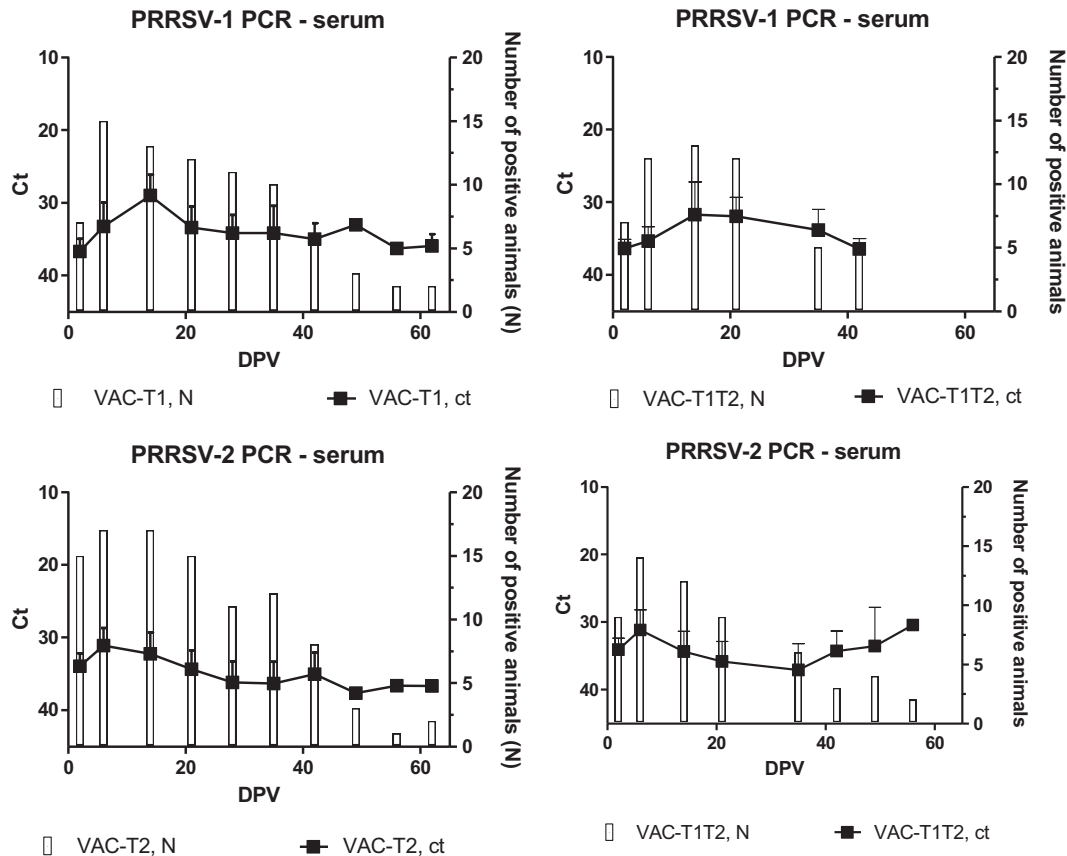 PRRSV-1 PCR - serum
10
20
30
40
Ct
20
15
10
5
0
Number of positive animals (N)
0
20
40
60
DPV
VAC-T1, N
VAC-T1, ct
PRRSV-1 PCR - serum
10
20
30
40
Ct
20
15
10
5
0
Number of positive animals
0
20
40
60
DPV
VAC-T1T2, N
VAC-T1T2, ct
PRRSV-2 PCR - serum
10
20
30
40
Ct
20
15
10
5
0
Number of positive animals (N)
0
20
40
60
DPV
VAC-T2, N
VAC-T2, ct
PRRSV-2 PCR - serum
10
20
30
40
Ct
20
15
10
5
0
Number of positive animals
0
20
40
60
DPV
VAC-T1T2, N
VAC-T1T2, ct